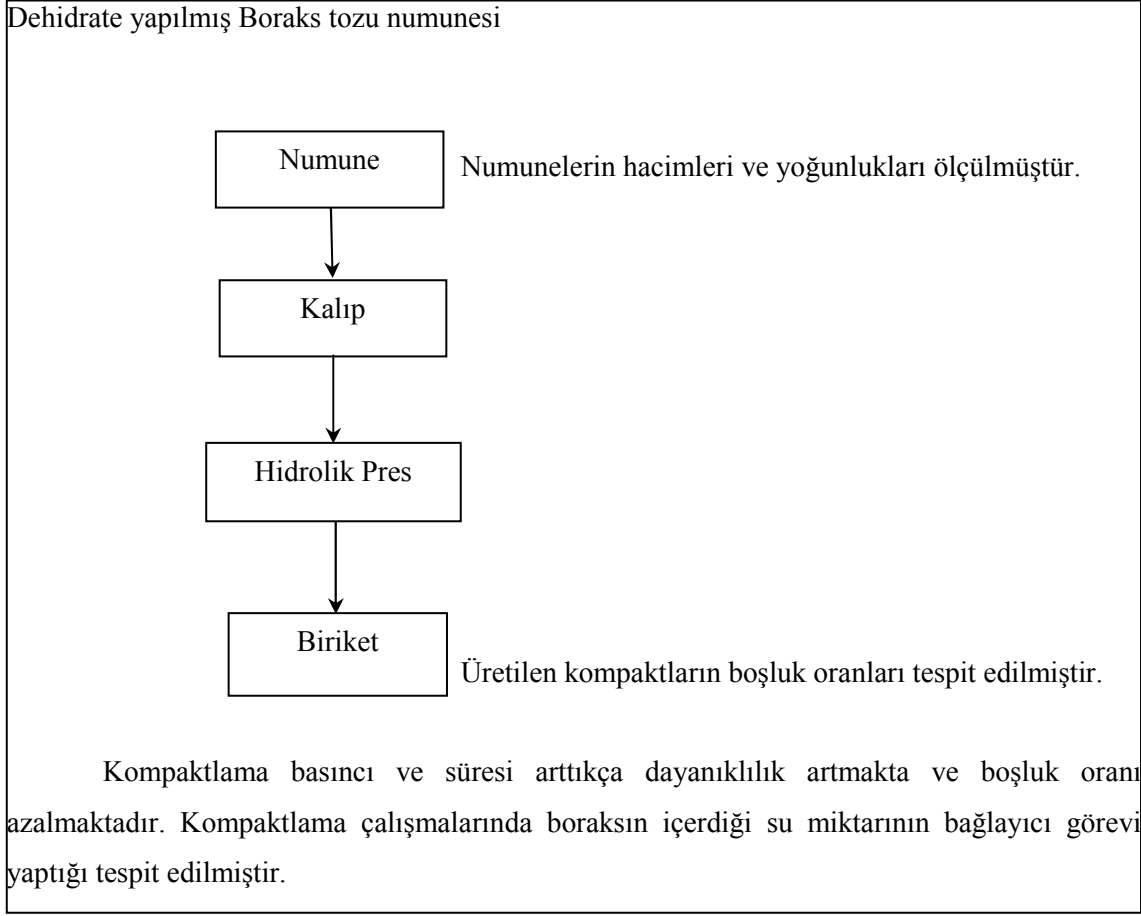 Dehidrate yapılmış Boraks tozu numunesi
Numune
Numunelerin hacimleri ve yoğunlukları ölçülmüştür.
Kalıp
Hidrolik Pres
Biriket
Üretilen kompaktların boşluk oranları tespit edilmiştir.
Kompaktlama basıncı ve süresi arttıkça dayanıklılık artmakta ve boşluk oranı
azalmaktadır. Kompaktlama çalışmalarında boraksın içerdiği su miktarının bağlayıcı görevi
yaptığı tespit edilmiştir.